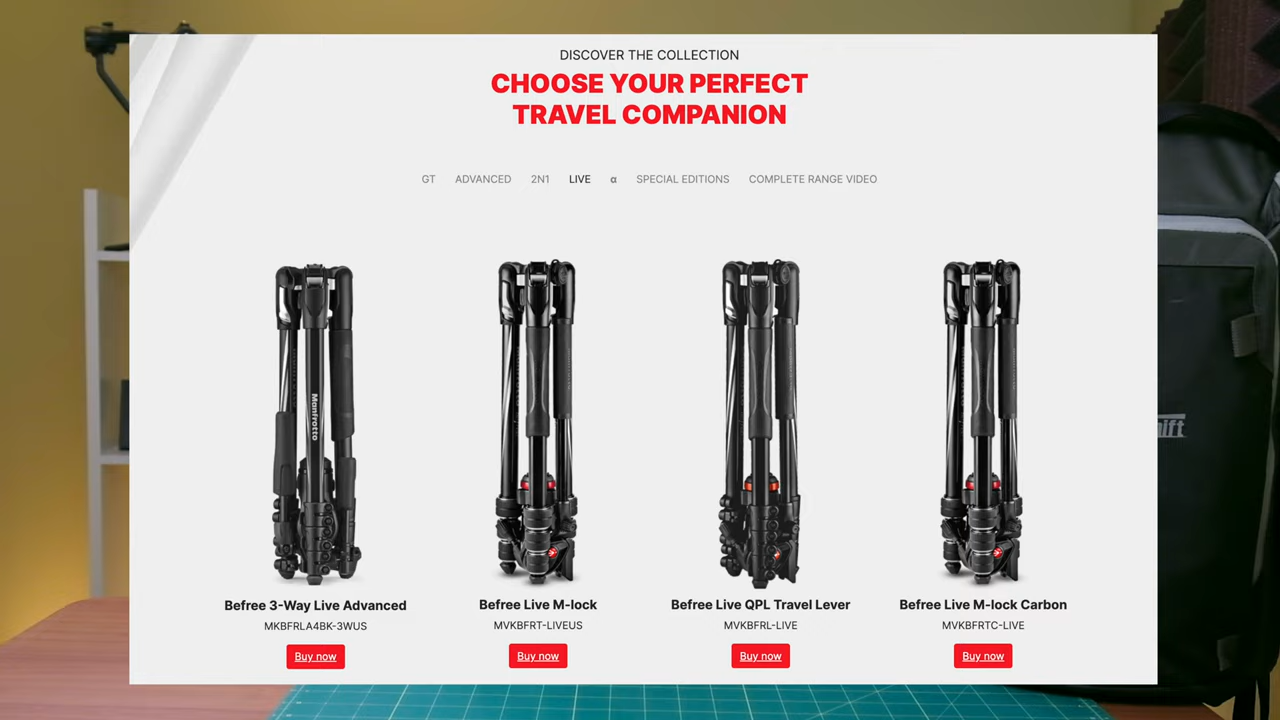 DISCOVER THE COLLECTION
CHOOSE YOUR PERFECT
TRAVEL COMPANION
GT ADVANCED 2N1 LIVE α SPECIAL EDITIONS COMPLETE RANGE VIDEO
Manfrotto
Befree 3-Way Live Advanced
MKBFRLA4BK-3WUS
Buy now
Befree Live M-lock
MVKBFRT-LIVEUS
Buy now
Befree Live QPL Travel Lever
MVKBFRL-LIVE
Buy now
Befree Live M-lock Carbon
MVKBFRTC-LIVE
Buy now
ift